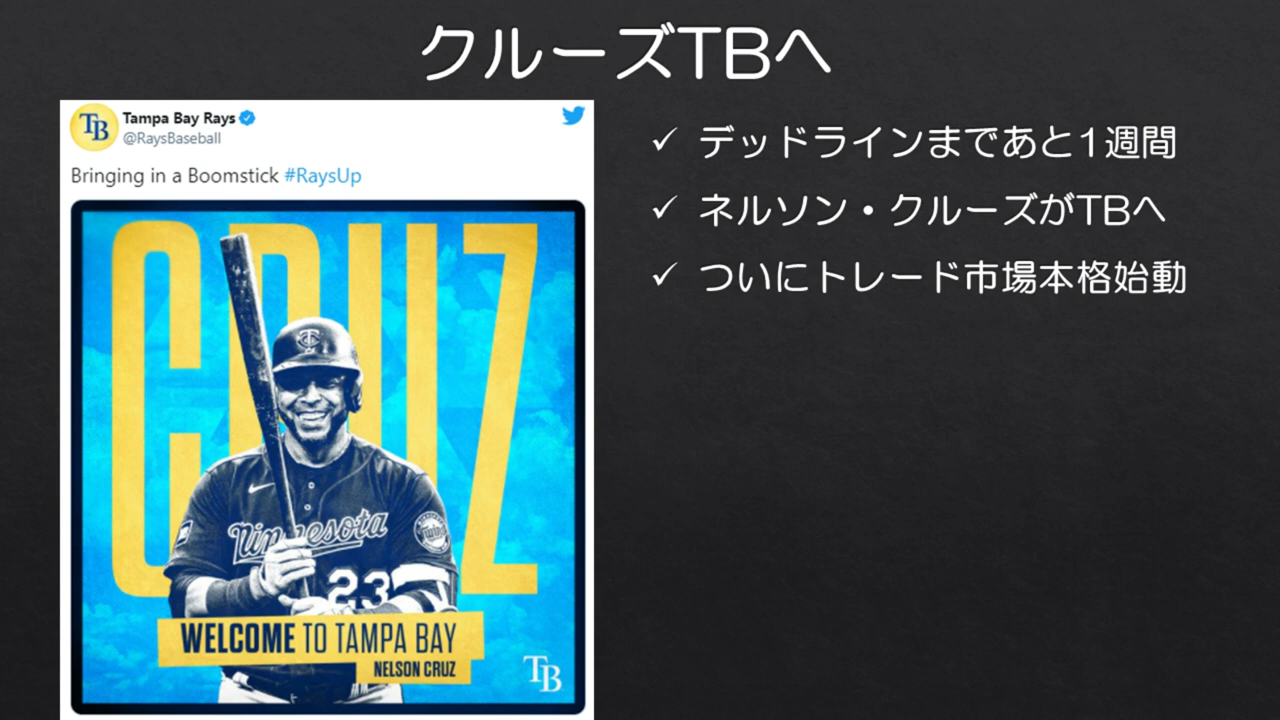 クルーズTBへ
Tampa Bay Rays
@RaysBaseball
Bringing in a Boomstick #RaysUp
CRUZ
Minnesota
23
WELCOME TO TAMPA BAY
NELSON CRUZ
TB
デッドラインまであと1週間
ネルソン・クルーズがTBへ
ついにトレード市場本格始動